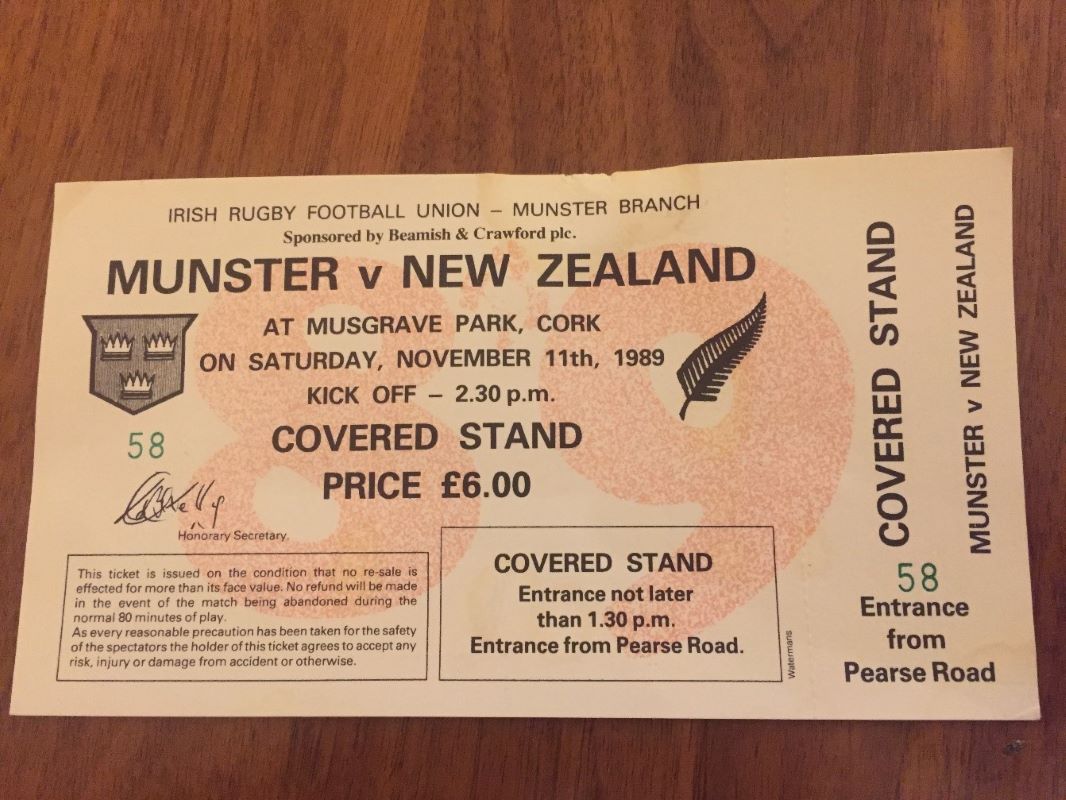 IRISH RUGBY FOOTBALL UNION – MUNSTER BRANCH
Sponsored by Beamish & Crawford plc.
MUNSTER v NEW ZEALAND
AT MUSGRAVE PARK, CORK
ON SATURDAY, NOVEMBER 11th, 1989
KICK OFF – 2.30 p.m.
COVERED STAND
PRICE £6.00
58
Honorary Secretary.
This ticket is issued on the condition that no re-sale is
effected for more than its face value. No refund will be made
in the event of the match being abandoned during the
normal 80 minutes of play.
As every reasonable precaution has been taken for the safety
of the spectators the holder of this ticket agrees to accept any
risk, injury or damage from accident or otherwise.
COVERED STAND
Entrance not later
than 1.30 p.m.
Entrance from Pearse Road.
Watermans
89
COVERED STAND
MUNSTER v NEW ZEALAND
58
Entrance
from
Pearse Road